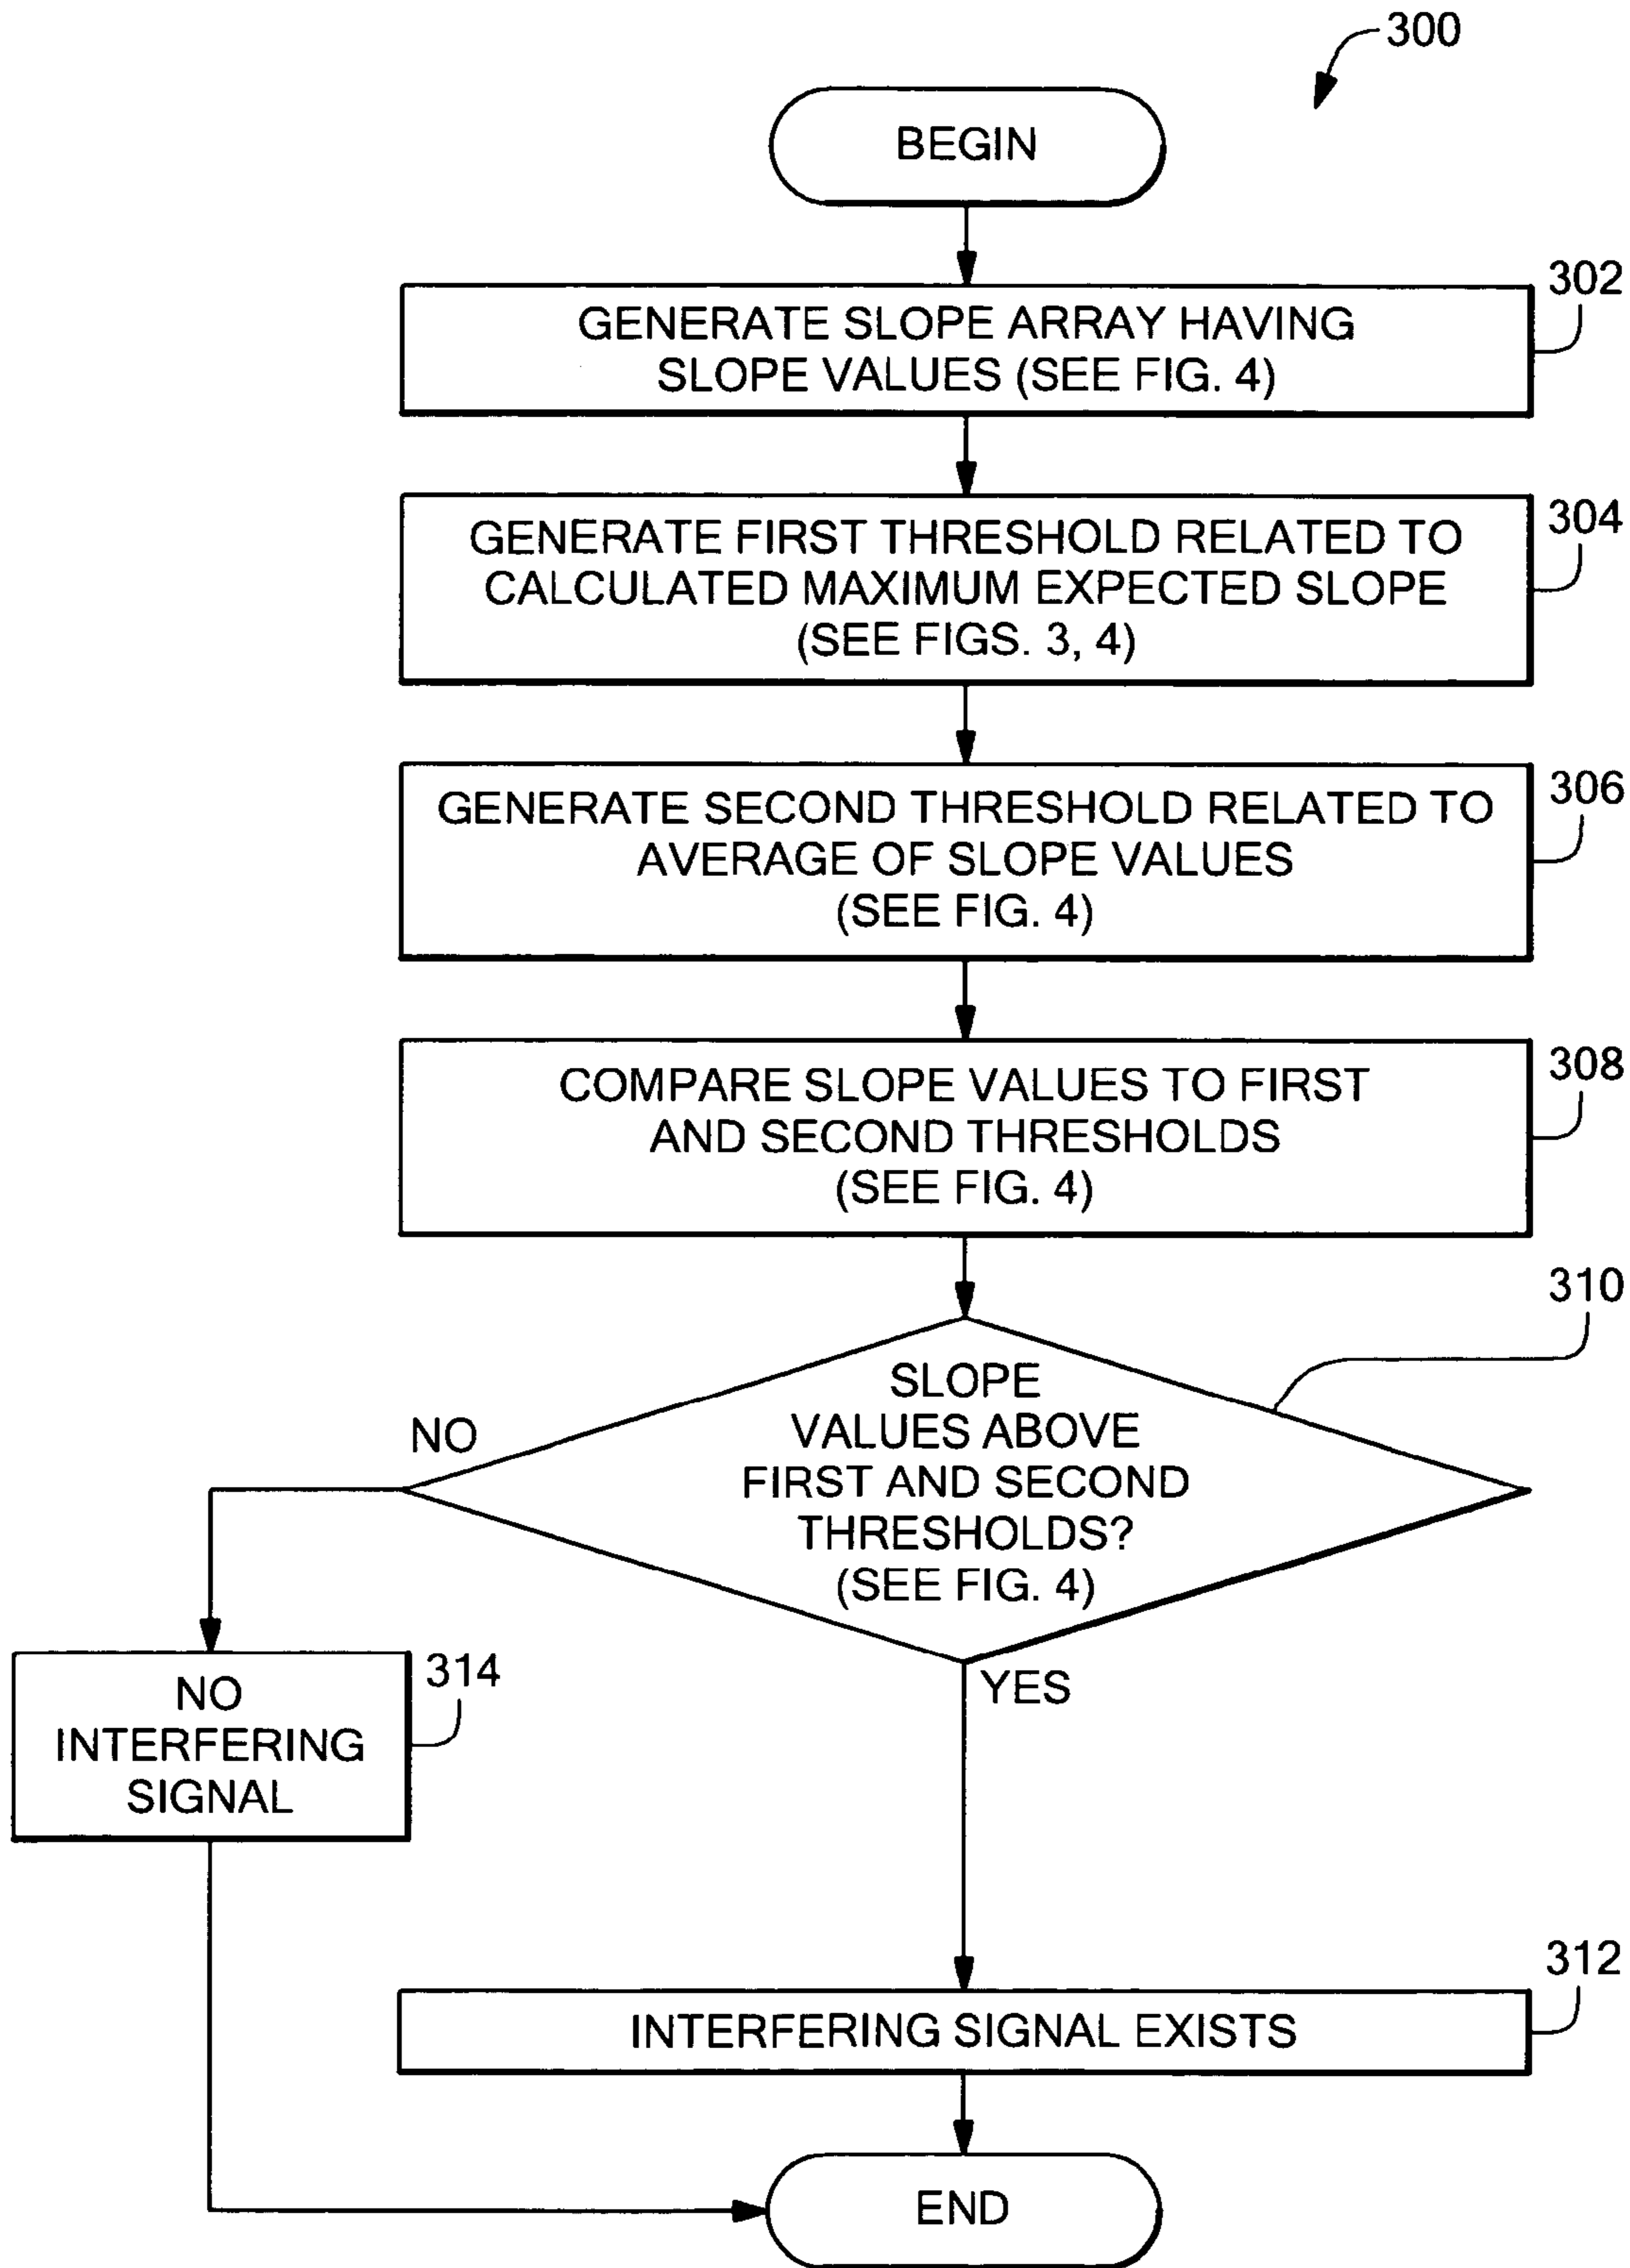 300
BEGIN
302
GENERATE SLOPE ARRAY HAVING
SLOPE VALUES (SEE FIG. 4)
304
GENERATE FIRST THRESHOLD RELATED TO
CALCULATED MAXIMUM EXPECTED SLOPE
(SEE FIGS. 3, 4)
306
GENERATE SECOND THRESHOLD RELATED TO
AVERAGE OF SLOPE VALUES
(SEE FIG. 4)
308
COMPARE SLOPE VALUES TO FIRST
AND SECOND THRESHOLDS
(SEE FIG. 4)
310
SLOPE
VALUES ABOVE
FIRST AND SECOND
THRESHOLDS?
(SEE FIG. 4)
NO
YES
314
NO
INTERFERING
SIGNAL
312
INTERFERING SIGNAL EXISTS
END